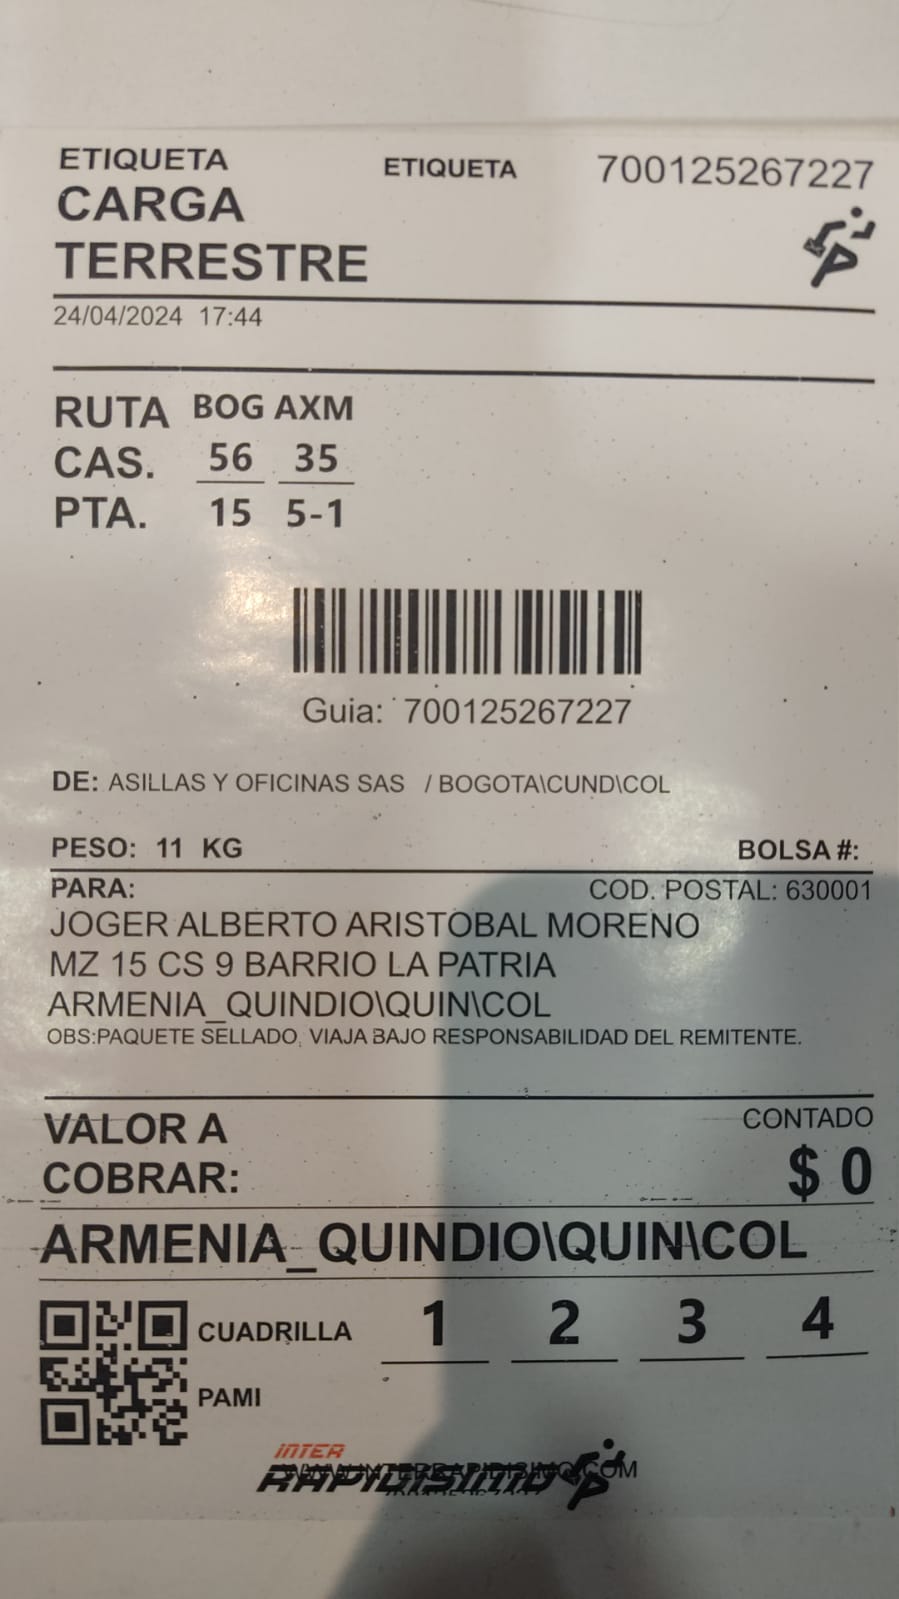 ETIQUETA ETIQUETA 700125267227
CARGA
TERRESTRE
24/04/2024 17:44
RUTA BOG AXM
CAS. 56 35
PTA. 15 5-1
Guia: 700125267227
DE: ASILLAS Y OFICINAS SAS / BOGOTA\CUND\COL
PESO: 11 KG BOLSA #:
PARA: COD. POSTAL: 630001
JOGER ALBERTO ARISTOBAL MORENO
MZ 15 CS 9 BARRIO LA PATRIA
ARMENIA_QUINDIO\QUIN\COL
OBS:PAQUETE SELLADO, VIAJA BAJO RESPONSABILIDAD DEL REMITENTE.
VALOR A CONTADO
COBRAR: $ 0
ARMENIA_QUINDIO\QUIN\COL
CUADRILLA 1 2 3 4
PAMI
INTER
RAPIDISIMO
WWW.INTERRAPIDISIMO.COM